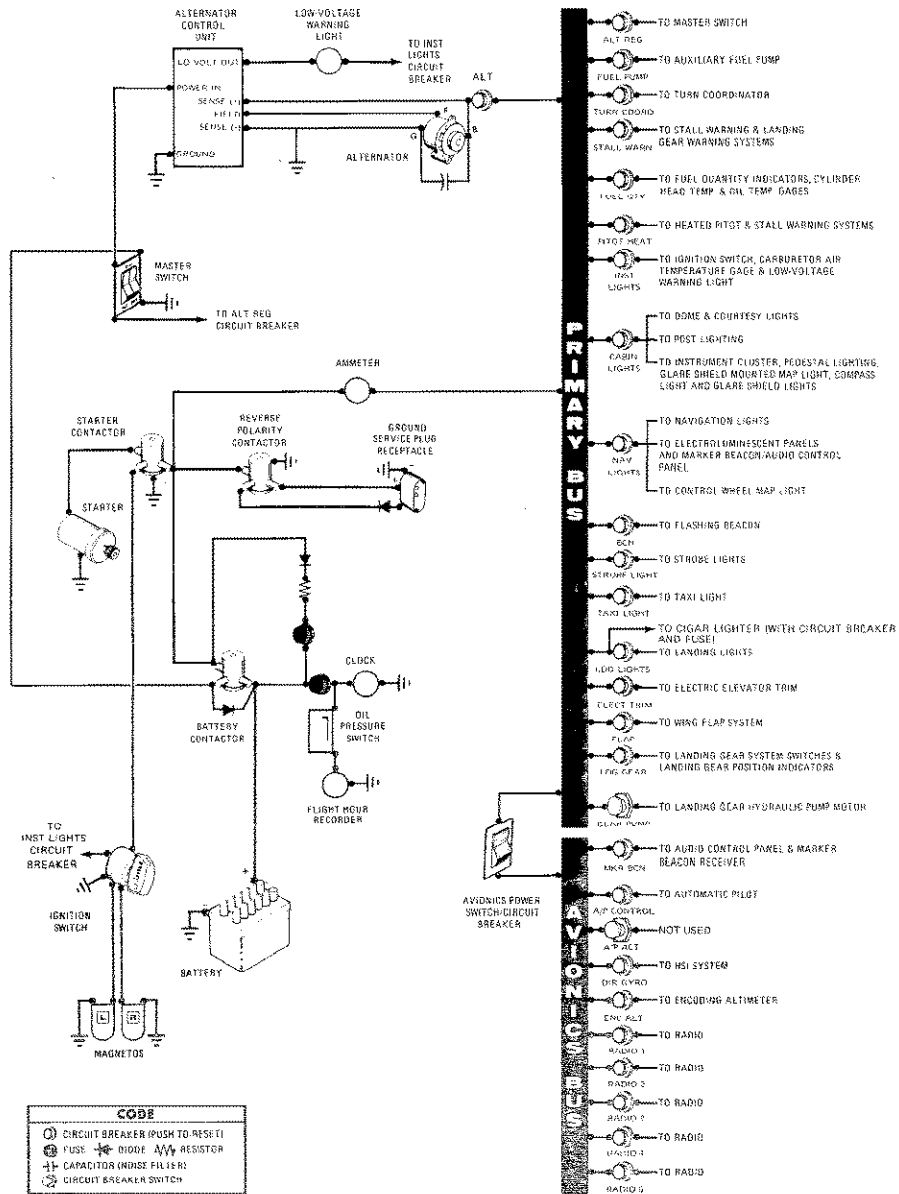 ALTERNATOR
CONTROL
UNIT
LOW-VOLTAGE
WARNING
LIGHT
LO VOLT OUT
POWER IN
SENSE (+)
FIELD
SENSE (-)
GROUND
TO INST
LIGHTS
CIRCUIT
BREAKER
ALT
F
G
B
ALTERNATOR
MASTER
SWITCH
TO ALT REG
CIRCUIT BREAKER
AMMETER
STARTER
CONTACTOR
REVERSE
POLARITY
CONTACTOR
GROUND
SERVICE PLUG
RECEPTACLE
STARTER
CLOCK
OIL
PRESSURE
SWITCH
BATTERY
CONTACTOR
FLIGHT HOUR
RECORDER
TO
INST LIGHTS
CIRCUIT
BREAKER
IGNITION
SWITCH
BATTERY
L
R
MAGNETOS
AVIONICS POWER
SWITCH/CIRCUIT
BREAKER
PRIMARY BUS
AVIONICS BUS
TO MASTER SWITCH
ALT REG
TO AUXILIARY FUEL PUMP
FUEL PUMP
TO TURN COORDINATOR
TURN COORD
TO STALL WARNING & LANDING
GEAR WARNING SYSTEMS
STALL WARN
TO FUEL QUANTITY INDICATORS, CYLINDER
HEAD TEMP & OIL TEMP GAGES
FUEL QTY
TO HEATED PITOT & STALL WARNING SYSTEMS
PITOT HEAT
TO IGNITION SWITCH, CARBURETOR AIR
TEMPERATURE GAGE & LOW-VOLTAGE
WARNING LIGHT
INST
LIGHTS
TO DOME & COURTESY LIGHTS
TO POST LIGHTING
CABIN
LIGHTS
TO INSTRUMENT CLUSTER, PEDESTAL LIGHTING,
GLARE SHIELD MOUNTED MAP LIGHT, COMPASS
LIGHT AND GLARE SHIELD LIGHTS
TO NAVIGATION LIGHTS
TO ELECTROLUMINESCENT PANELS
AND MARKER BEACON/AUDIO CONTROL
PANEL
NAV
LIGHTS
TO CONTROL WHEEL MAP LIGHT
TO FLASHING BEACON
BCN
TO STROBE LIGHTS
STROBE LIGHT
TO TAXI LIGHT
TAXI LIGHT
TO CIGAR LIGHTER (WITH CIRCUIT BREAKER
AND FUSE)
TO LANDING LIGHTS
LDG LIGHTS
TO ELECTRIC ELEVATOR TRIM
ELECT TRIM
TO WING FLAP SYSTEM
FLAP
TO LANDING GEAR SYSTEM SWITCHES &
LANDING GEAR POSITION INDICATORS
LDG GEAR
TO LANDING GEAR HYDRAULIC PUMP MOTOR
GEAR PUMP
TO AUDIO CONTROL PANEL & MARKER
BEACON RECEIVER
MKR BCN
TO AUTOMATIC PILOT
A/P CONTROL
NOT USED
A/P ACT
TO HSI SYSTEM
DIR GYRO
TO ENCODING ALTIMETER
ENC ALT
TO RADIO
RADIO 1
TO RADIO
RADIO 2
TO RADIO
RADIO 3
TO RADIO
RADIO 4
TO RADIO
RADIO 5
CODE
CIRCUIT BREAKER (PUSH-TO-RESET)
FUSE DIODE RESISTOR
CAPACITOR (NOISE FILTER)
CIRCUIT BREAKER SWITCH